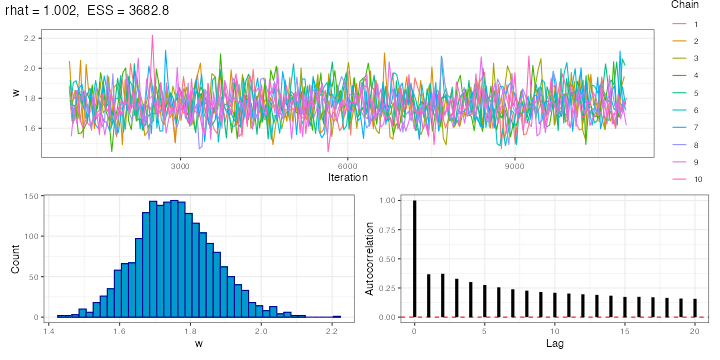 rhat = 1.002, ESS = 3682.8
Chain
1
2
3
4
5
6
7
8
9
10
w
2.2
2.0
1.8
1.6
3000 6000 9000
Iteration
Count
150
100
50
0
1.4 1.6 1.8 2.0 2.2
w
Autocorrelation
1.00
0.75
0.50
0.25
0.00
0 5 10 15 20
Lag